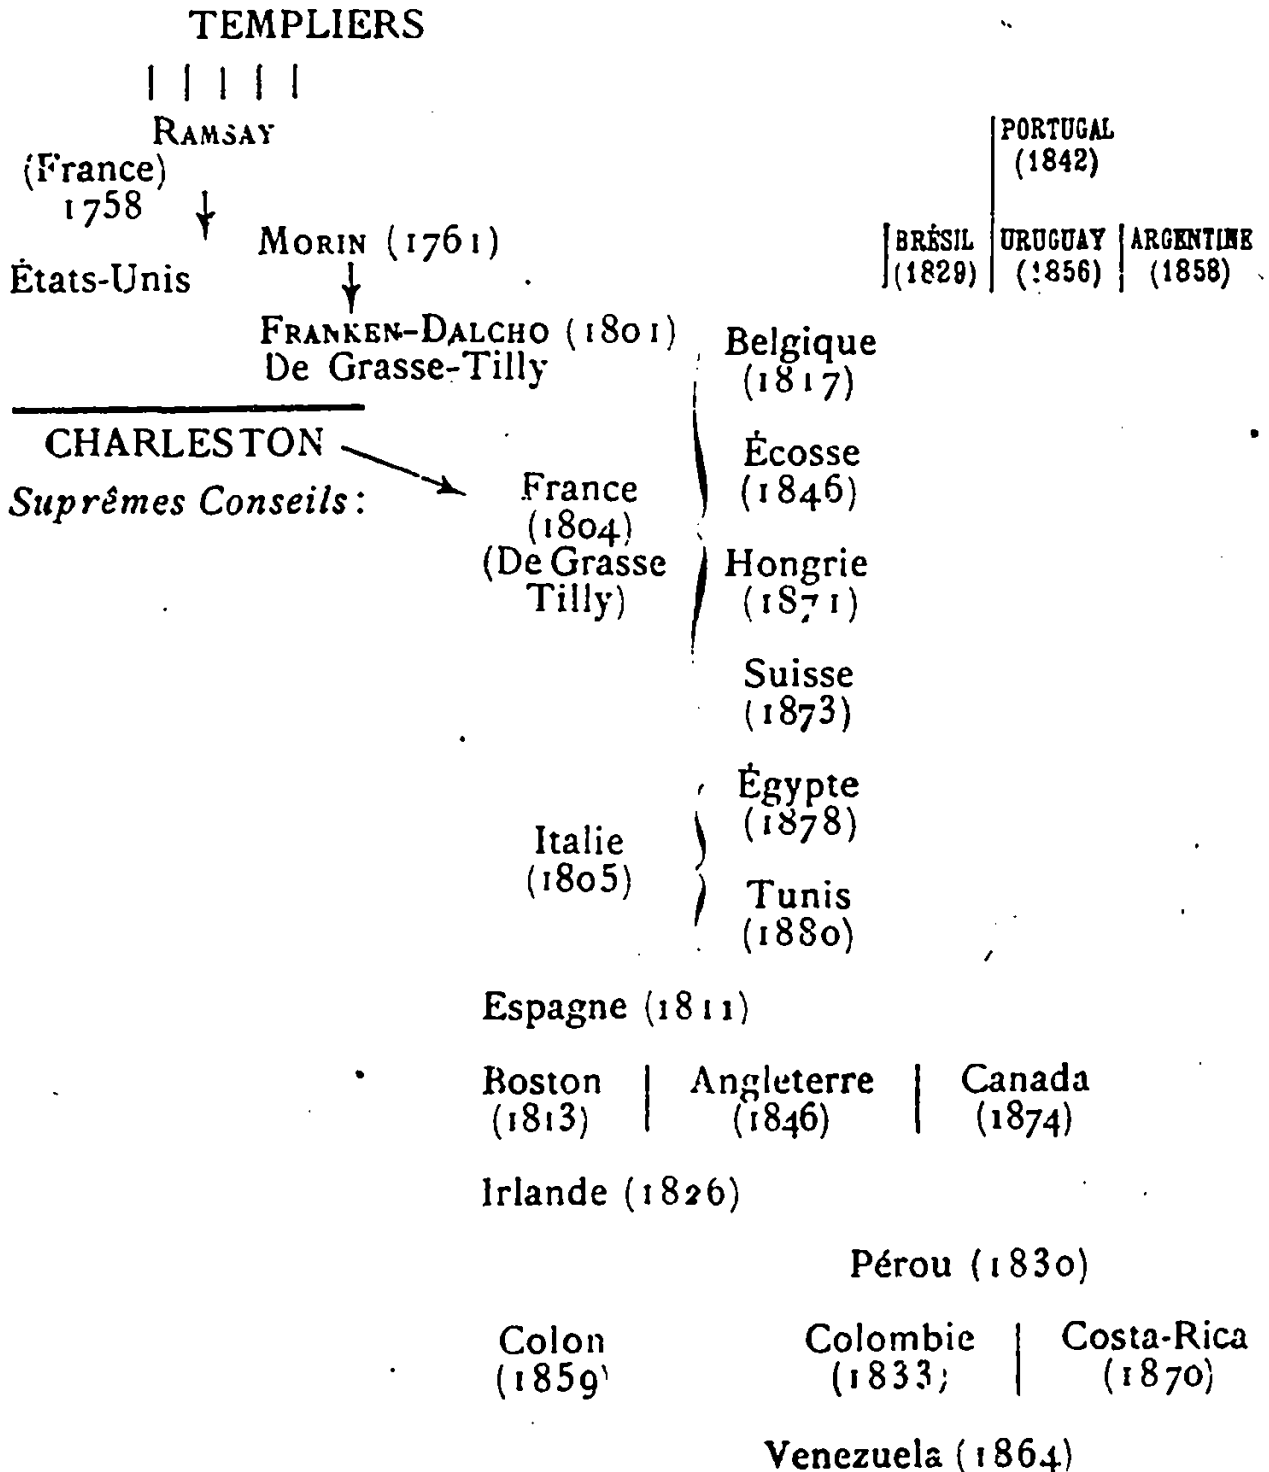 TEMPLIERS
RAMSAY
(France)
1758
MORIN (1761)
États-Unis
FRANKEN-DALCHO (1801)
De Grasse-Tilly
CHARLESTON
Suprêmes Conseils :
France
(1804)
(De Grasse
Tilly)
PORTUGAL
(1842)
BRÉSIL
(1829)
URUGUAY
(1856)
ARGENTINE
(1858)
Belgique
(1817)
Écosse
(1846)
Hongrie
(1871)
Suisse
(1873)
Italie
(1805)
Égypte
(1878)
Tunis
(1880)
Espagne (1811)
Boston
(1813)
Angleterre
(1846)
Canada
(1874)
Irlande (1826)
Pérou (1830)
Colon
(1859)
Colombie
(1833)
Costa-Rica
(1870)
Venezuela (1864)